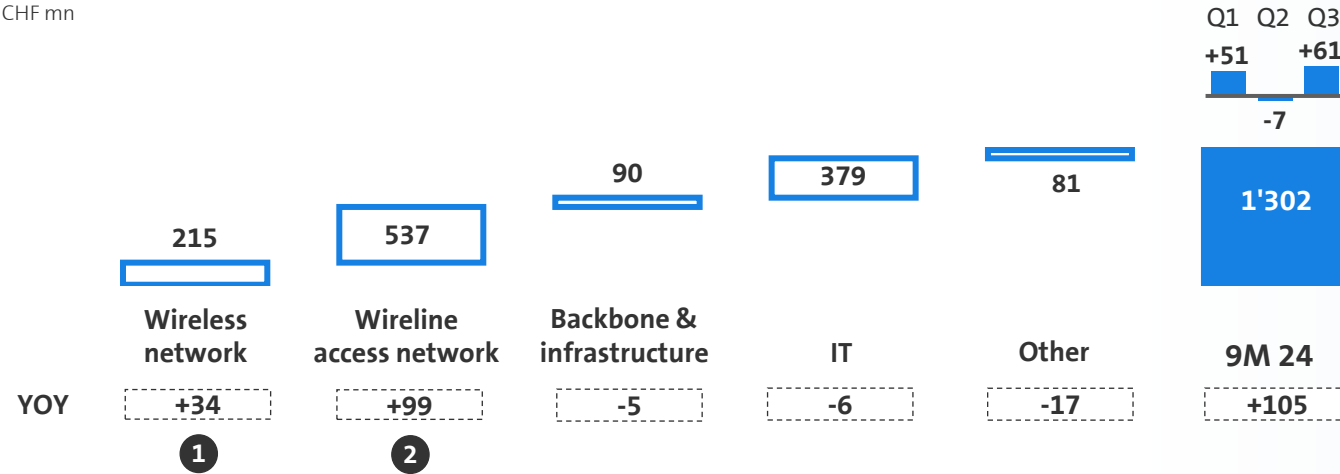 CHF mn
Q1 Q2 Q3
+51 +61
-7
215
537
90
379
81
1'302
Wireless
network
Wireline
access network
Backbone &
infrastructure
IT
Other
9M 24
YOY +34 +99 -5 -6 -17 +105
1 2